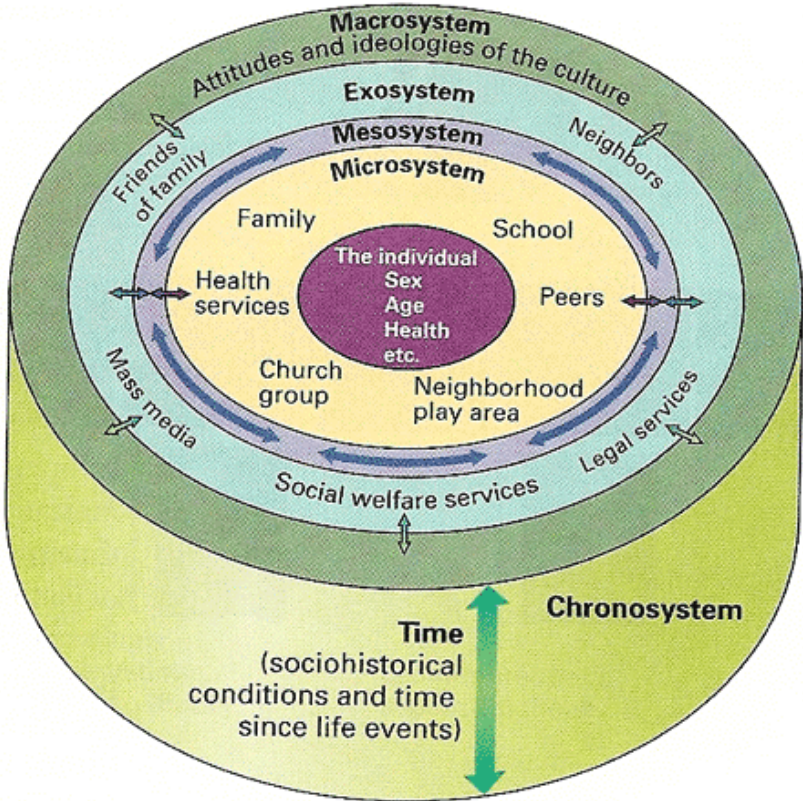 Macrosystem
Attitudes and ideologies of the culture
Exosystem
Mesosystem
Microsystem
Friends
of family
Neighbors
Family
School
The individual
Sex
Age
Health
etc.
Health
services
Peers
Church
group
Neighborhood
play area
Mass media
Legal services
Social welfare services
Chronosystem
Time
(sociohistorical
conditions and time
since life events)